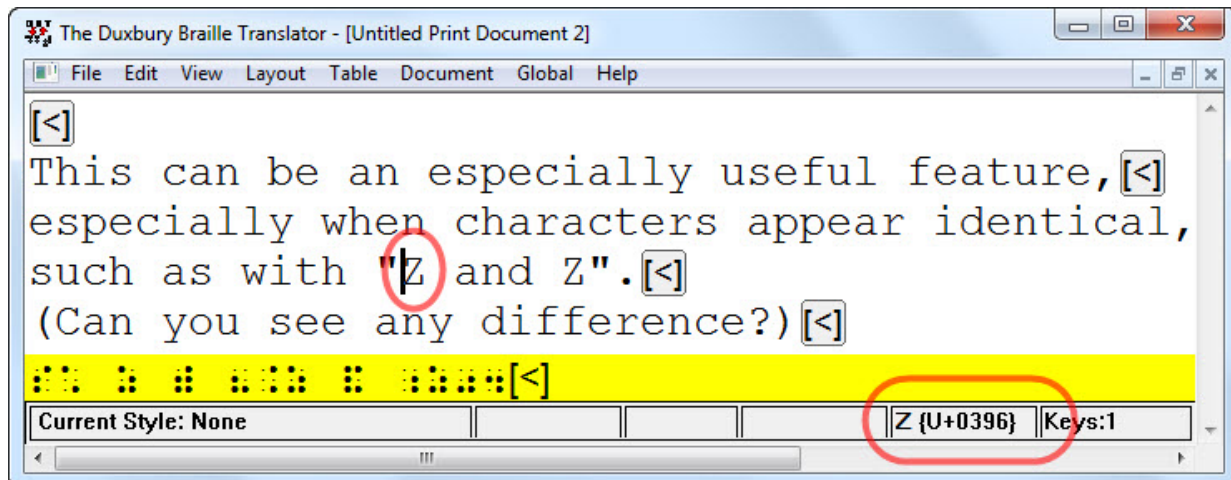 The Duxbury Braille Translator - [Untitled Print Document 2]
File Edit View Layout Table Document Global Help
[<]
This can be an especially useful feature,[<]
especially when characters appear identical,
such as with "Ζ and Z".[<]
(Can you see any difference?)[<]
[<]
Current Style: None Ζ {U+0396} Keys:1